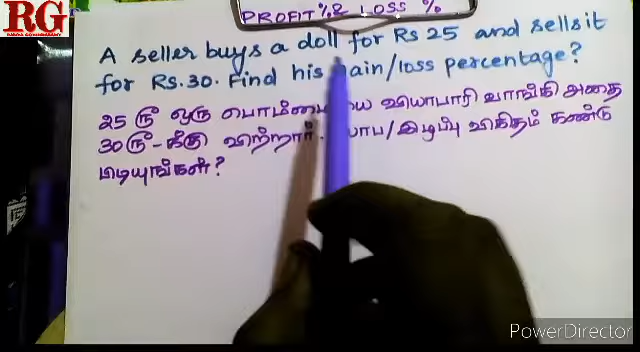 RG
PROFIT % & LOSS %
A seller buys a doll for Rs 25 and sells it
for Rs.30. Find his gain/loss percentage?
25 ரூ ஒரு பொம்மையை வியாபாரி வாங்கி அதை
30 ரூ-க்கு விற்றார். லாப/இழப்பு விகிதம் கண்டு
பிடியுங்கள்?
PowerDirector